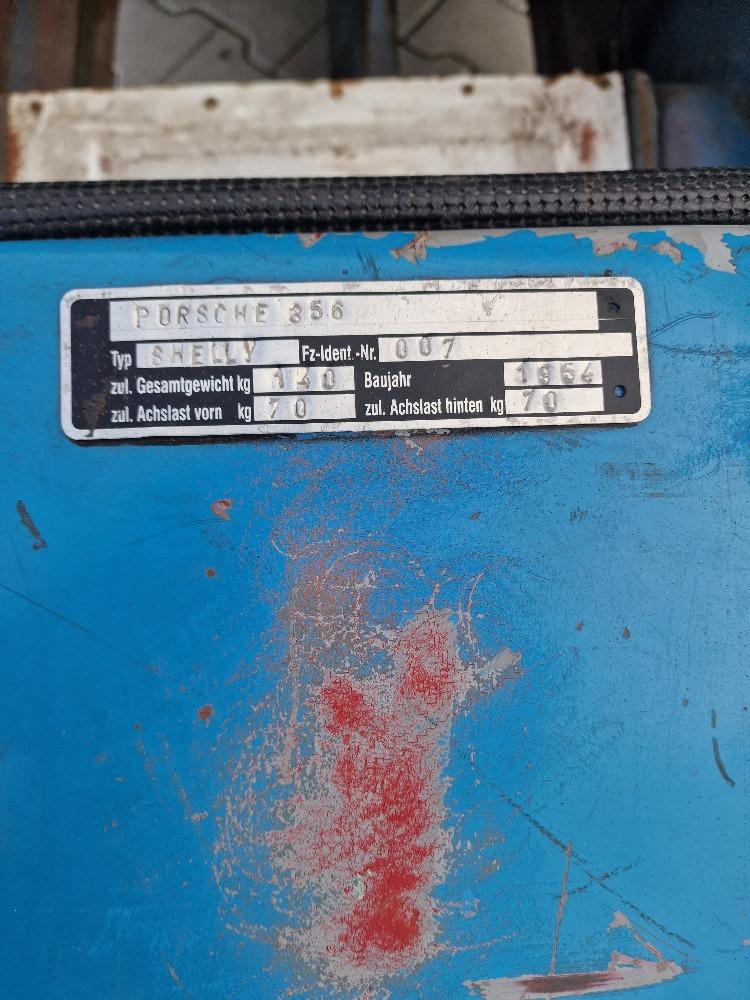 PORSCHE 356
Typ SHELLY Fz-Ident.-Nr. 007
zul. Gesamtgewicht kg 140 Baujahr 1954
zul. Achslast vorn kg 70 zul. Achslast hinten kg 70